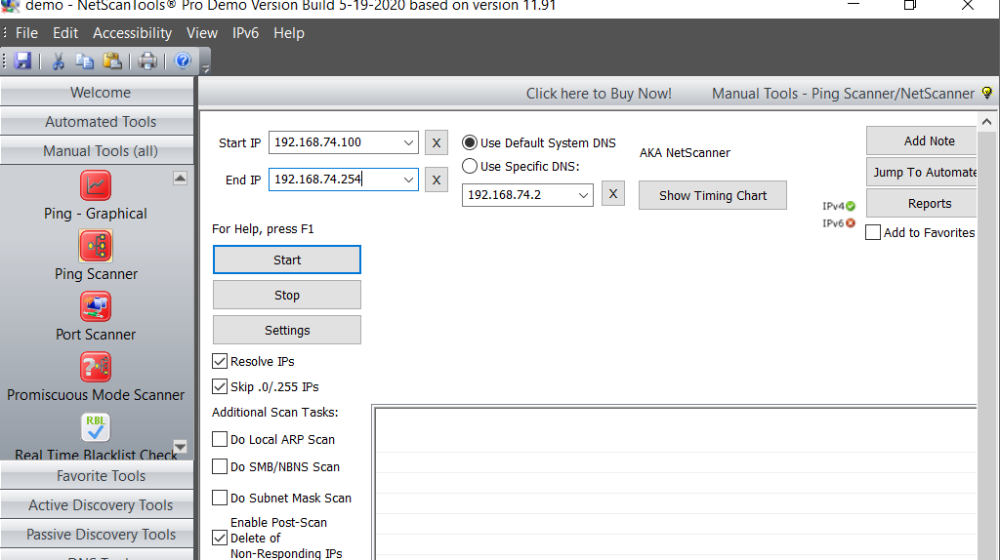 demo - NetScanTools® Pro Demo Version Build 5-19-2020 based on version 11.91
File Edit Accessibility View IPv6 Help
Welcome
Click here to Buy Now! Manual Tools - Ping Scanner/NetScanner
Automated Tools
Manual Tools (all)
Ping - Graphical
Ping Scanner
Port Scanner
Promiscuous Mode Scanner
RBL
Real Time Blacklist Check
Favorite Tools
Active Discovery Tools
Passive Discovery Tools
DNS Tools
Start IP 192.168.74.100 X
End IP 192.168.74.254 X
Use Default System DNS
Use Specific DNS:
192.168.74.2 X
AKA NetScanner
Show Timing Chart
IPv4
IPv6
Add Note
Jump To Automate
Reports
Add to Favorites
For Help, press F1
Start
Stop
Settings
Resolve IPs
Skip .0/.255 IPs
Additional Scan Tasks:
Do Local ARP Scan
Do SMB/NBNS Scan
Do Subnet Mask Scan
Enable Post-Scan
Delete of
Non-Responding IPs